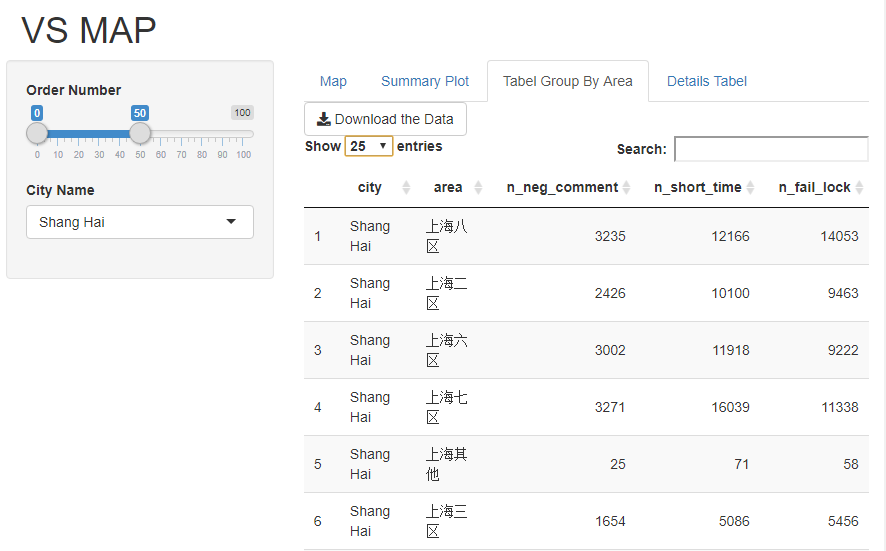 VS MAP
Order Number
0 50 100
0 10 20 30 40 50 60 70 80 90 100
City Name
Shang Hai
Map Summary Plot Tabel Group By Area Details Tabel
Download the Data
Show 25 entries
Search:
city area n_neg_comment n_short_time n_fail_lock
1 Shang Hai 上海八区 3235 12166 14053
2 Shang Hai 上海二区 2426 10100 9463
3 Shang Hai 上海六区 3002 11918 9222
4 Shang Hai 上海七区 3271 16039 11338
5 Shang Hai 上海其他 25 71 58
6 Shang Hai 上海三区 1654 5086 5456